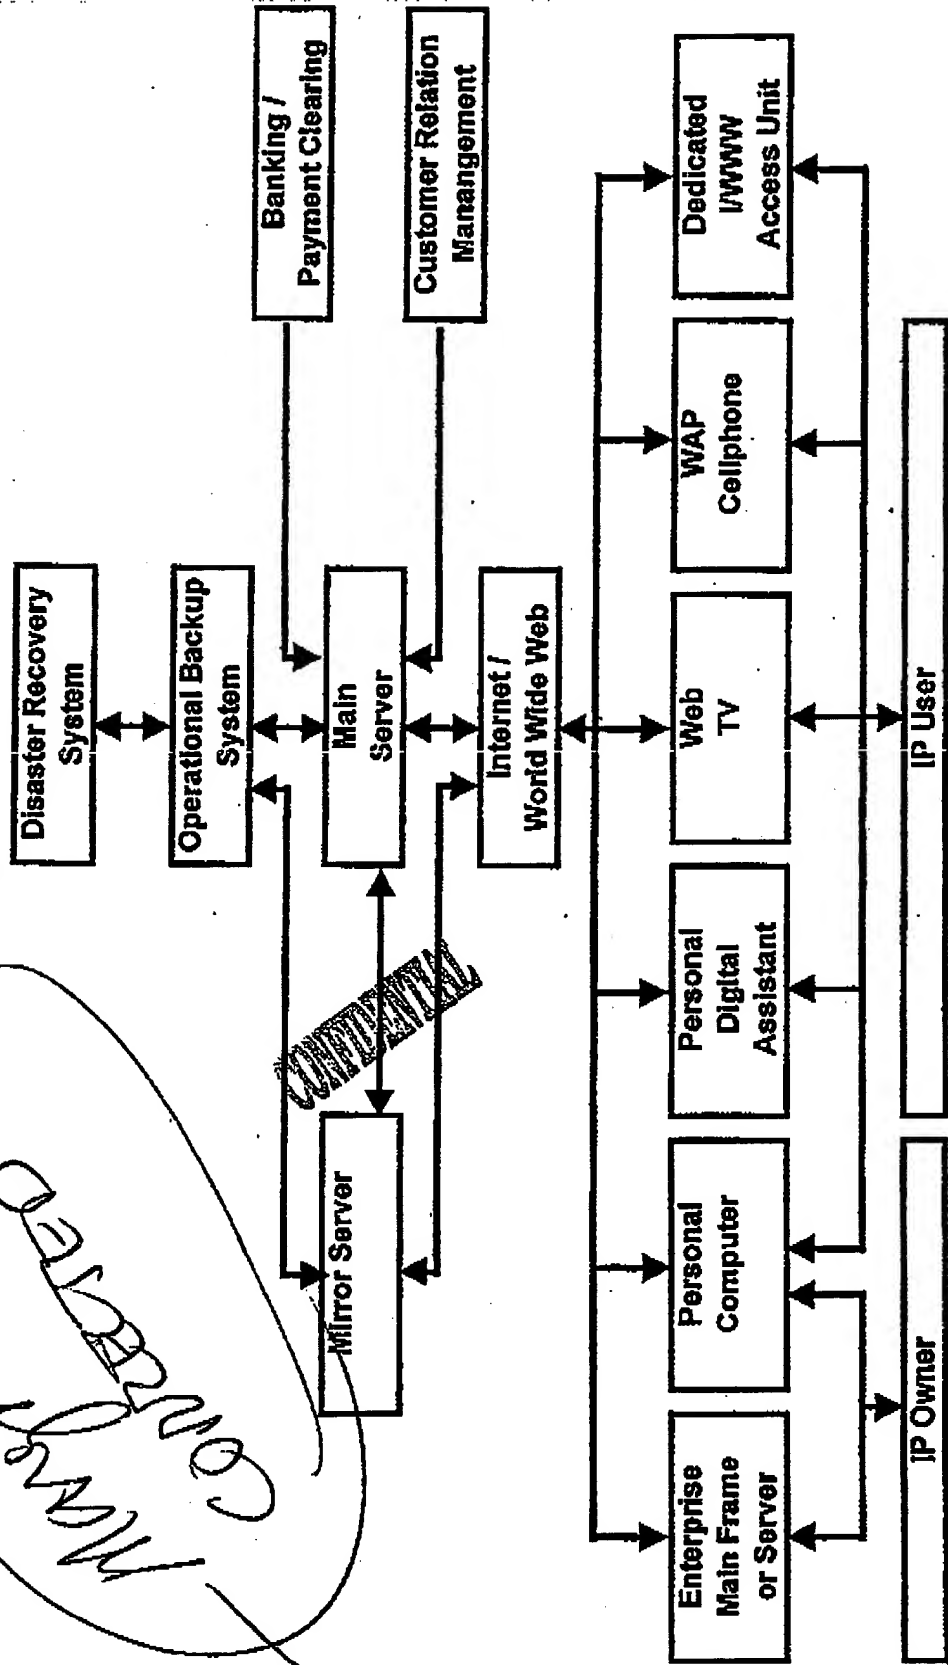 Disaster Recovery
System
Operational Backup
System
Banking /
Payment Clearing
Mirror Server
Main
Server
Customer Relation
Manangement
CONFIDENTIAL
Internet /
World Wide Web
Enterprise
Main Frame
or Server
Personal
Computer
Personal
Digital
Assistant
Web
TV
WAP
Cellphone
Dedicated
I/WWW
Access Unit
IP Owner
IP User